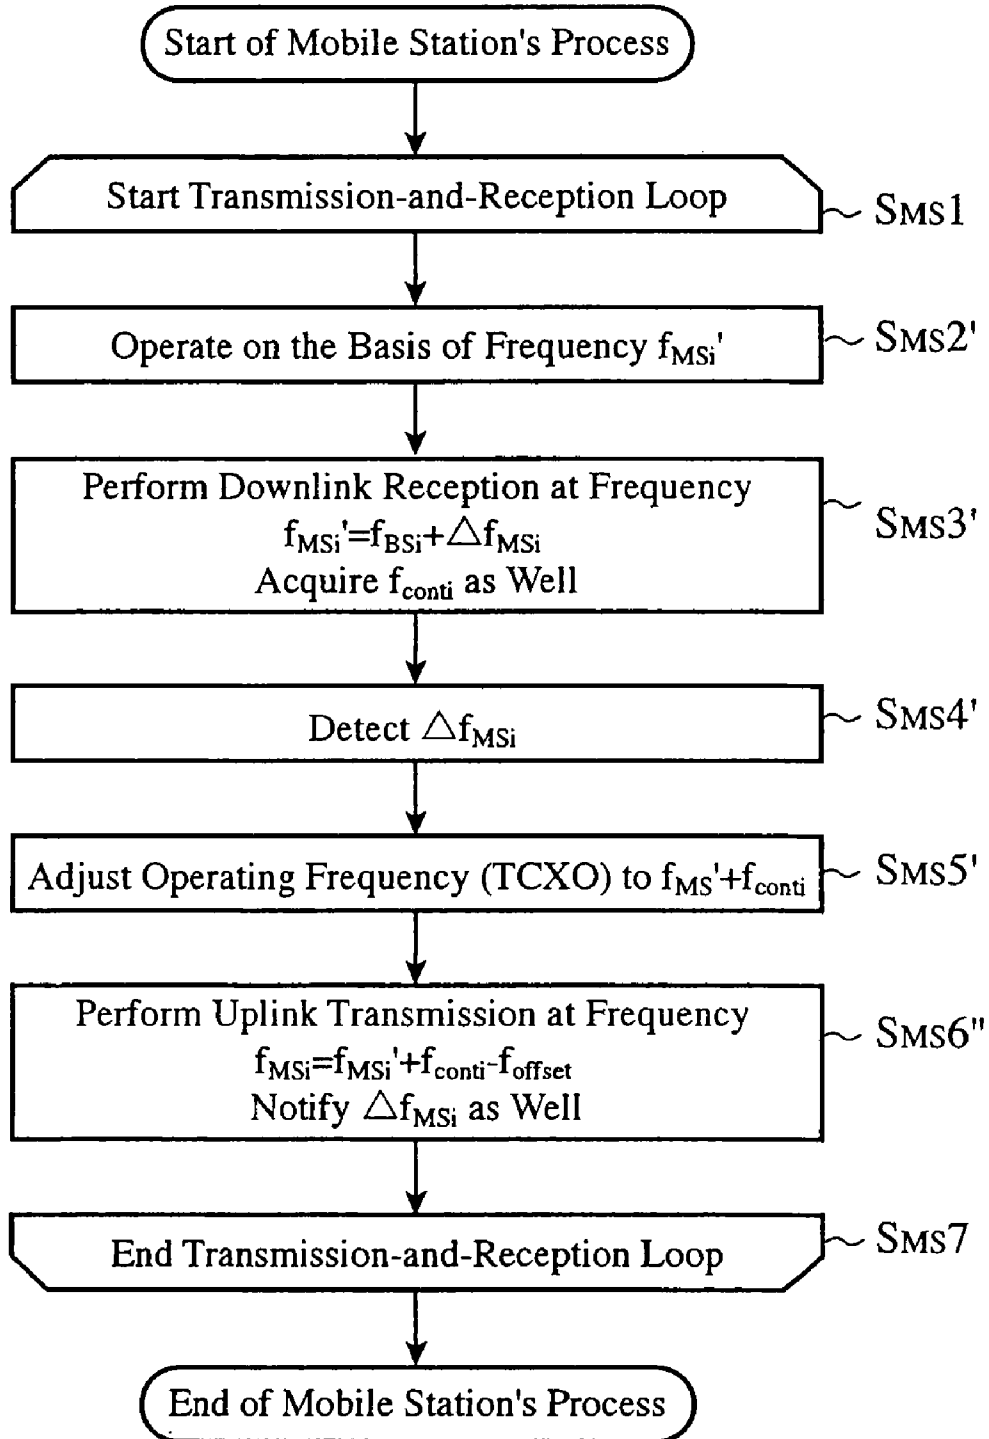 Start of Mobile Station's Process
Start Transmission-and-Reception Loop
SMS1
Operate on the Basis of Frequency fMSi'
SMS2'
Perform Downlink Reception at Frequency
fMSi'=fBSi+△fMSi
Acquire fconti as Well
SMS3'
Detect △fMSi
SMS4'
Adjust Operating Frequency (TCXO) to fMS'+fconti
SMS5'
Perform Uplink Transmission at Frequency
fMSi=fMSi'+fconti-foffset
Notify △fMSi as Well
SMS6"
End Transmission-and-Reception Loop
SMS7
End of Mobile Station's Process